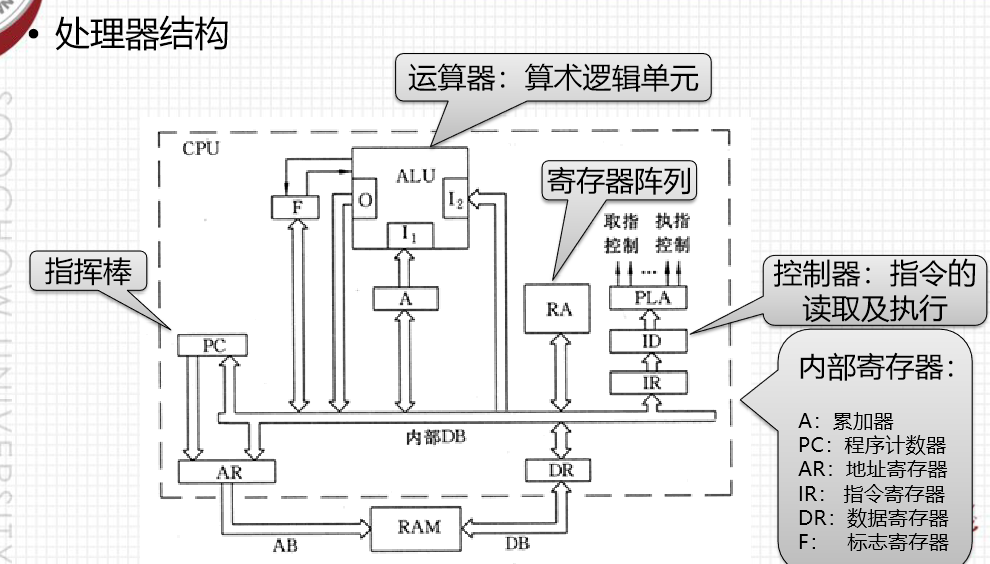 • 处理器结构
运算器：算术逻辑单元
CPU
ALU
O
I₂
I₁
F
A
寄存器阵列
RA
取指 执指
控制 控制
...
PLA
ID
IR
控制器：指令的
读取及执行
指挥棒
PC
内部DB
AR
DR
RAM
AB
DB
内部寄存器：
A：累加器
PC：程序计数器
AR：地址寄存器
IR： 指令寄存器
DR：数据寄存器
F： 标志寄存器
SOOCHOW UNIVERSITY